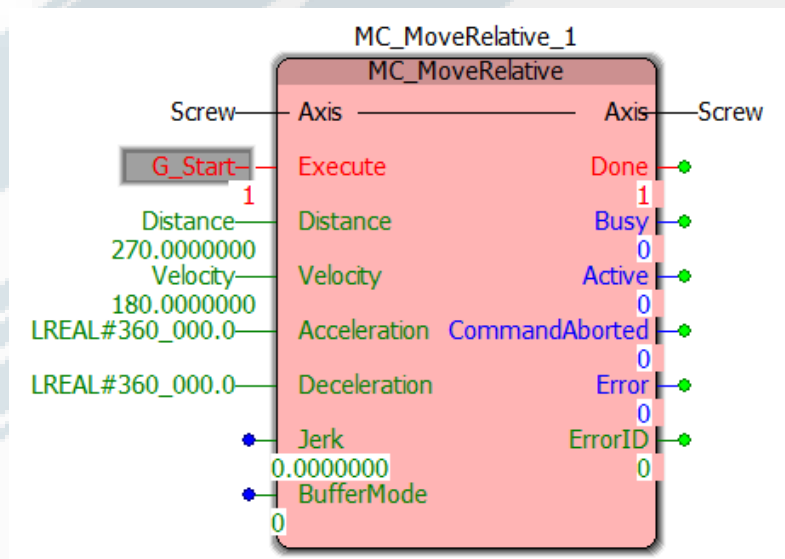 MC_MoveRelative_1
MC_MoveRelative
Screw Axis Axis Screw
G_Start Execute Done
1 1
Distance Distance Busy
270.0000000 0
Velocity Velocity Active
180.0000000 0
LREAL#360_000.0 Acceleration CommandAborted
0
LREAL#360_000.0 Deceleration Error
0
Jerk ErrorID
0.0000000 0
BufferMode
0